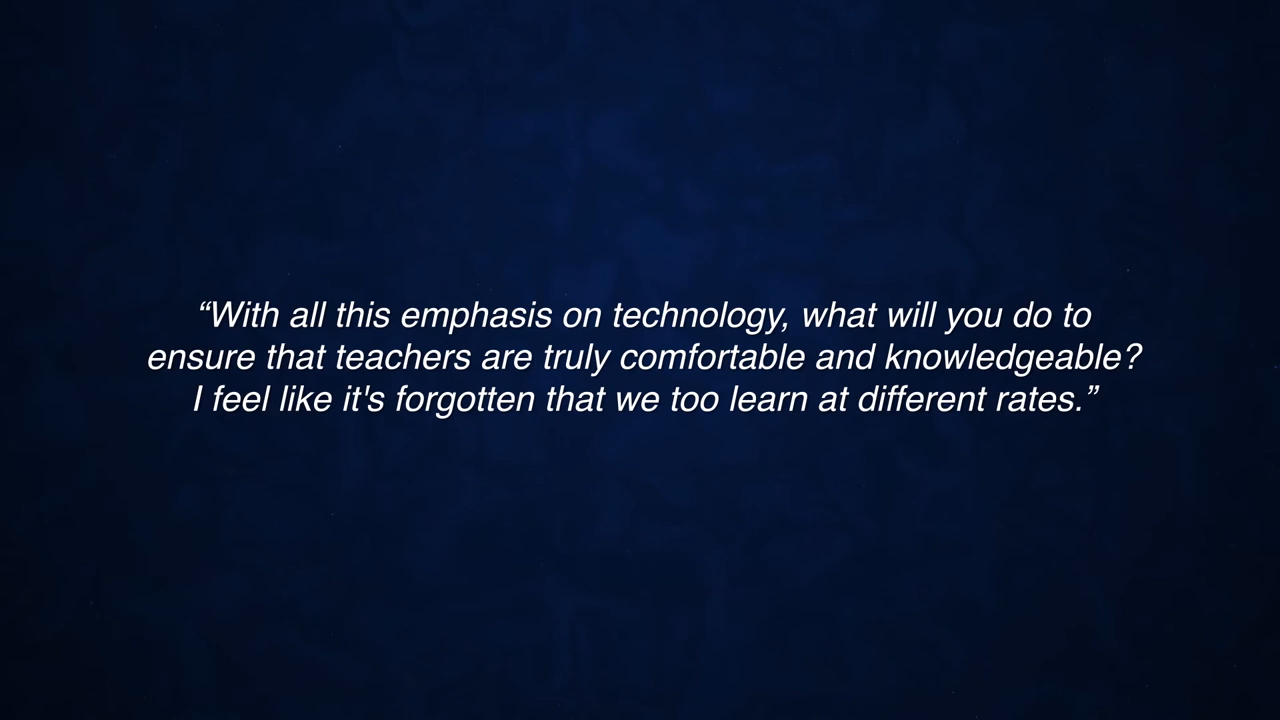 “With all this emphasis on technology, what will you do to
ensure that teachers are truly comfortable and knowledgeable?
I feel like it's forgotten that we too learn at different rates.”